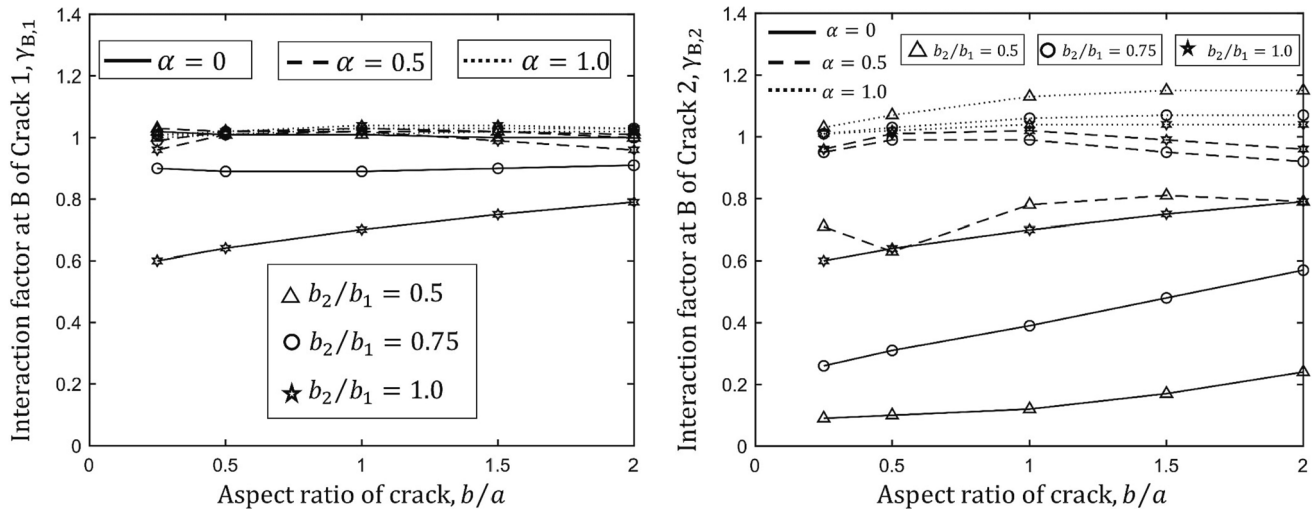 Interaction factor at B of Crack 1, γB,1
1.4
1.2
1
0.8
0.6
0.4
0.2
0
α = 0
α = 0.5
α = 1.0
b₂/b₁ = 0.5
b₂/b₁ = 0.75
b₂/b₁ = 1.0
0
0.5
1
1.5
2
Aspect ratio of crack, b/a
Interaction factor at B of Crack 2, γB,2
1.4
1.2
1
0.8
0.6
0.4
0.2
0
α = 0
α = 0.5
α = 1.0
b₂/b₁ = 0.5
b₂/b₁ = 0.75
b₂/b₁ = 1.0
0
0.5
1
1.5
2
Aspect ratio of crack, b/a